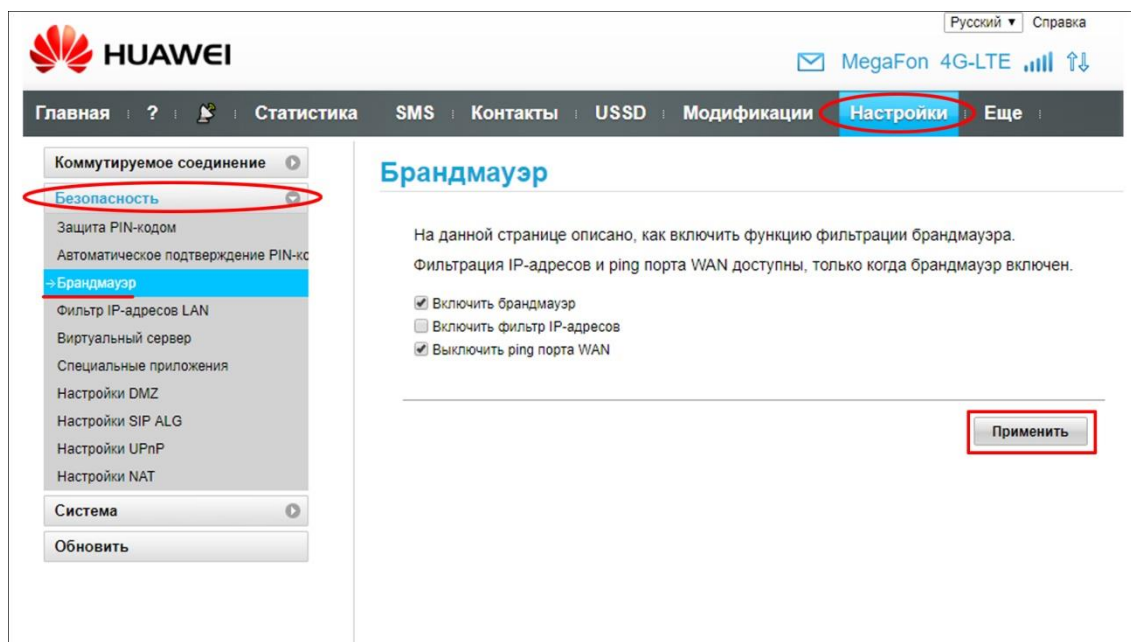 Русский ▼ Справка
HUAWEI
MegaFon 4G-LTE
Главная ? Статистика SMS Контакты USSD Модификации Настройки Еще
Коммутируемое соединение
Безопасность
Защита PIN-кодом
Автоматическое подтверждение PIN-кс
→Брандмауэр
Фильтр IP-адресов LAN
Виртуальный сервер
Специальные приложения
Настройки DMZ
Настройки SIP ALG
Настройки UPnP
Настройки NAT
Система
Обновить
Брандмауэр
На данной странице описано, как включить функцию фильтрации брандмауэра.
Фильтрация IP-адресов и ping порта WAN доступны, только когда брандмауэр включен.
Включить брандмауэр
Включить фильтр IP-адресов
Выключить ping порта WAN
Применить